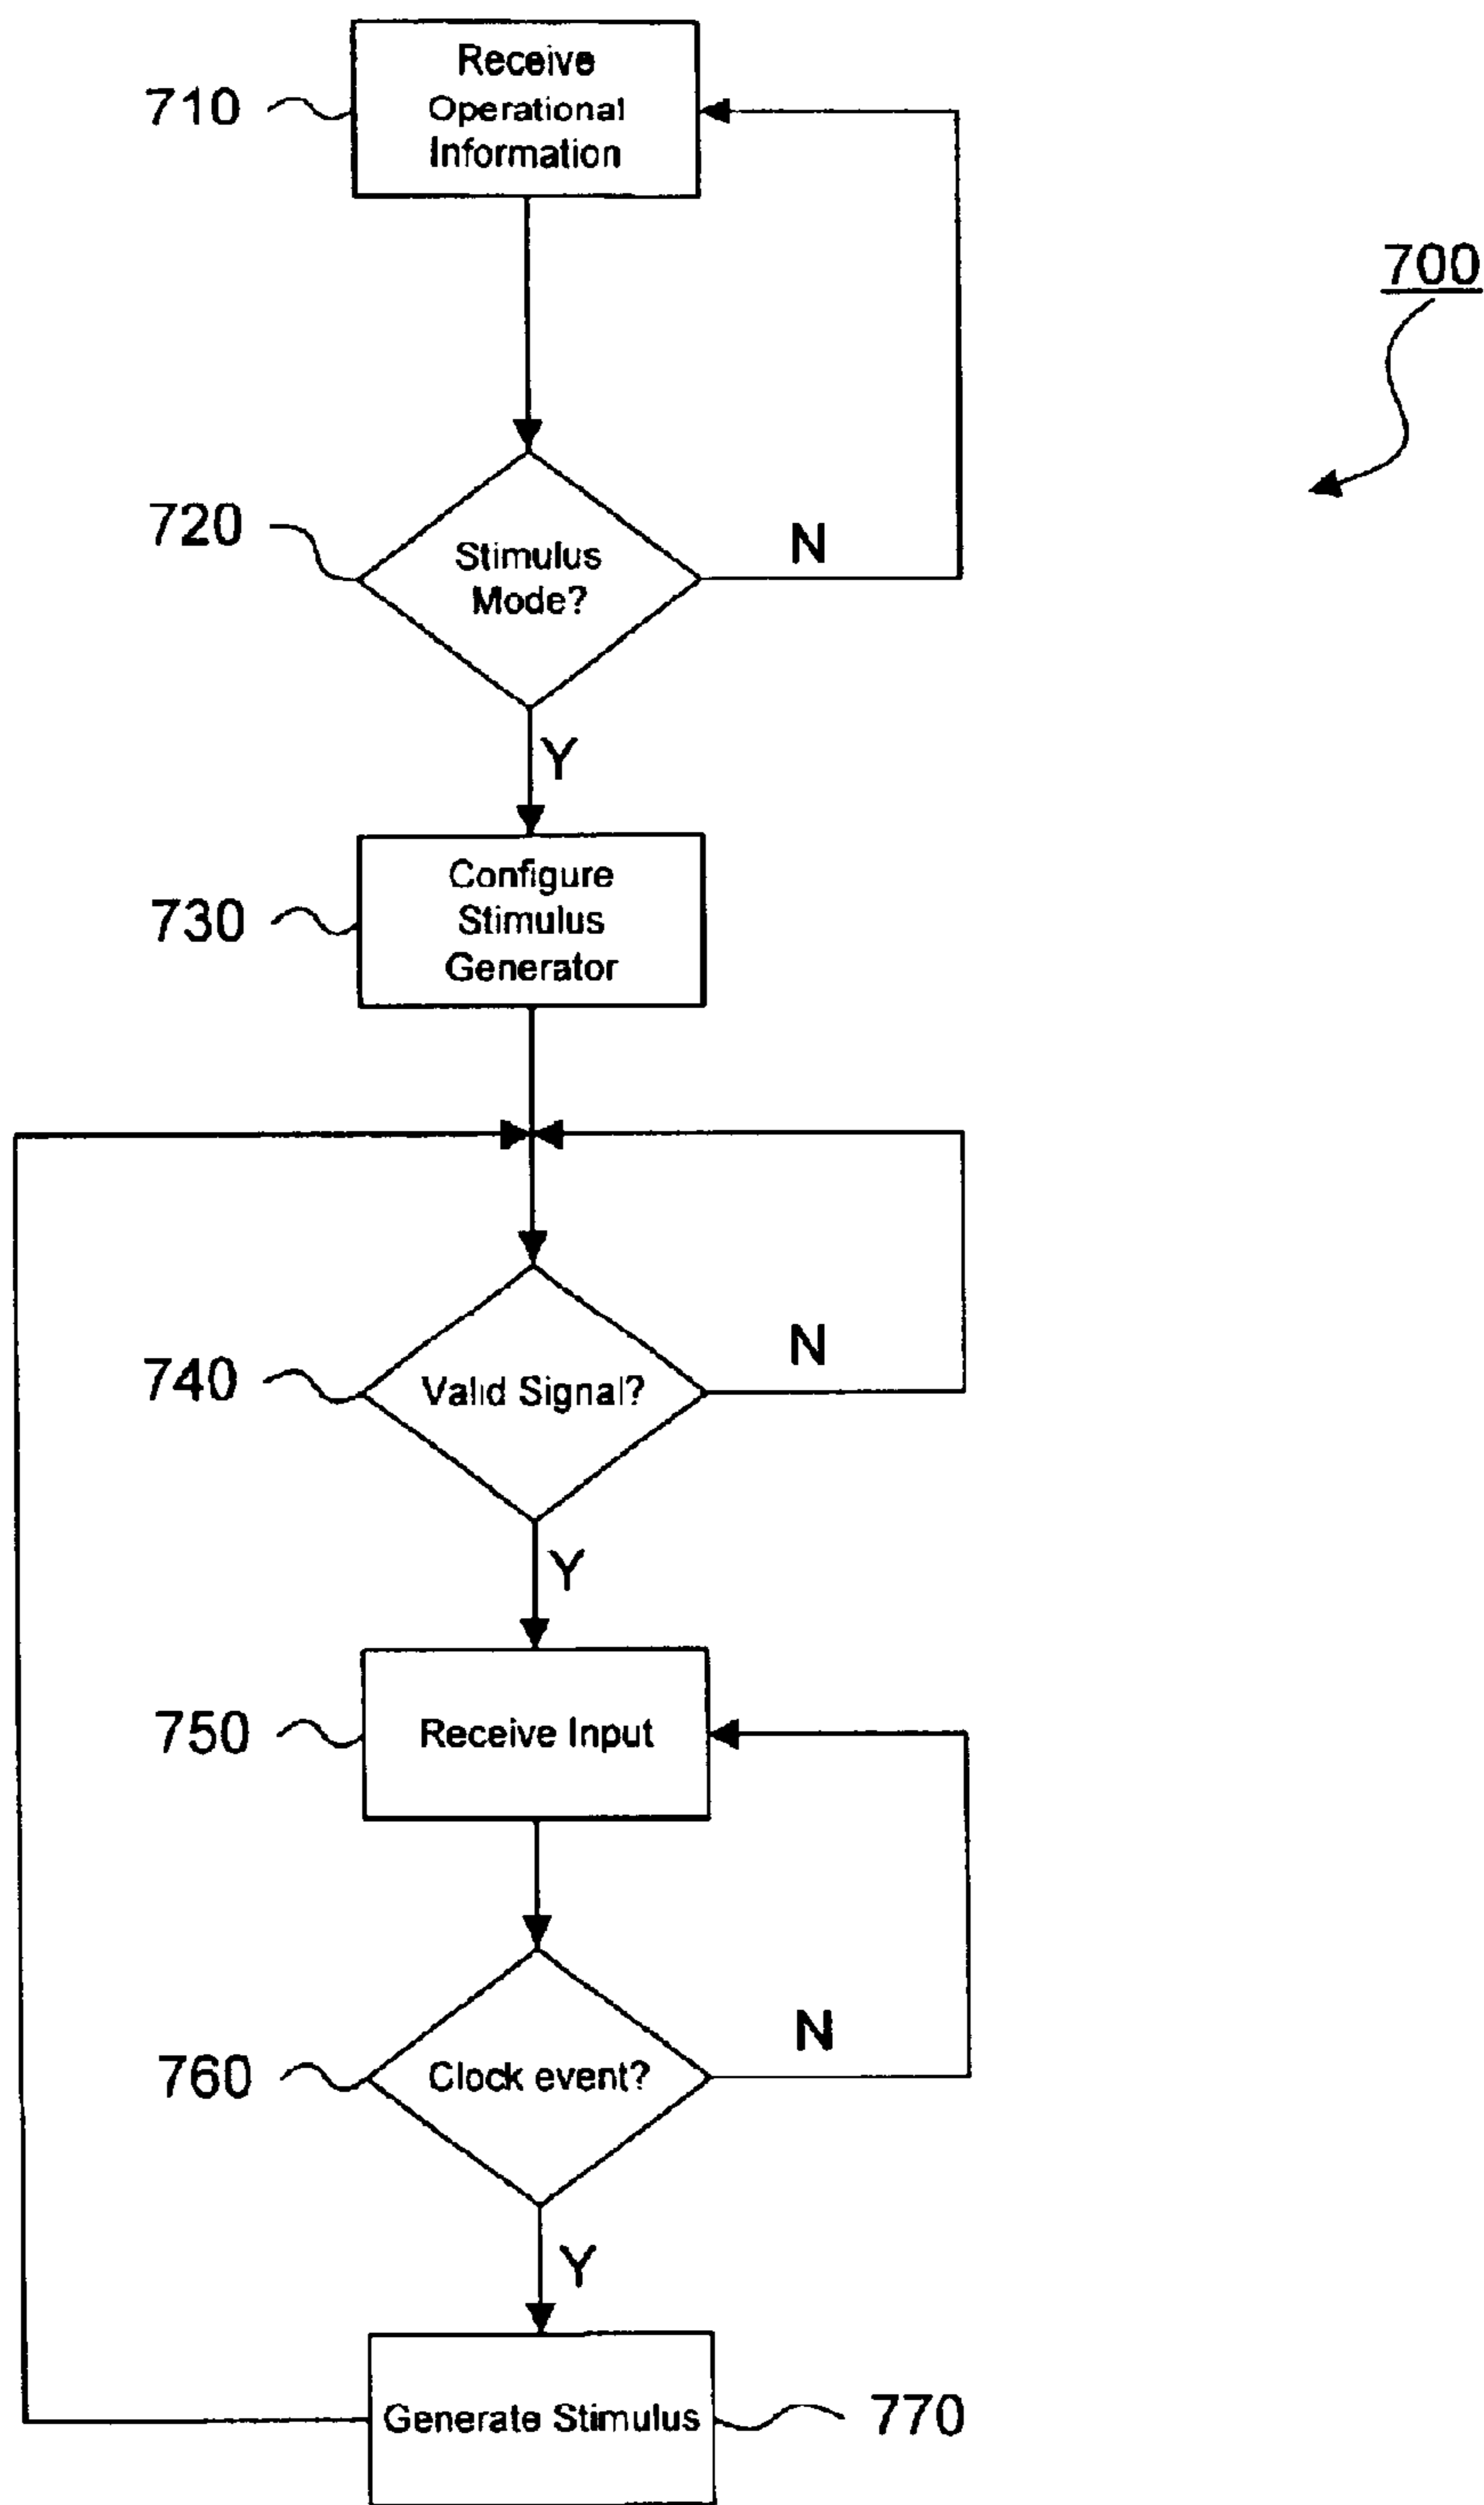 Receive
Operational
Information
710
700
720
Stimulus
Mode?
N
Y
Configure
Stimulus
Generator
730
740
Valid Signal?
N
Y
750
Receive Input
760
Clock event?
N
Y
Generate Stimulus
770